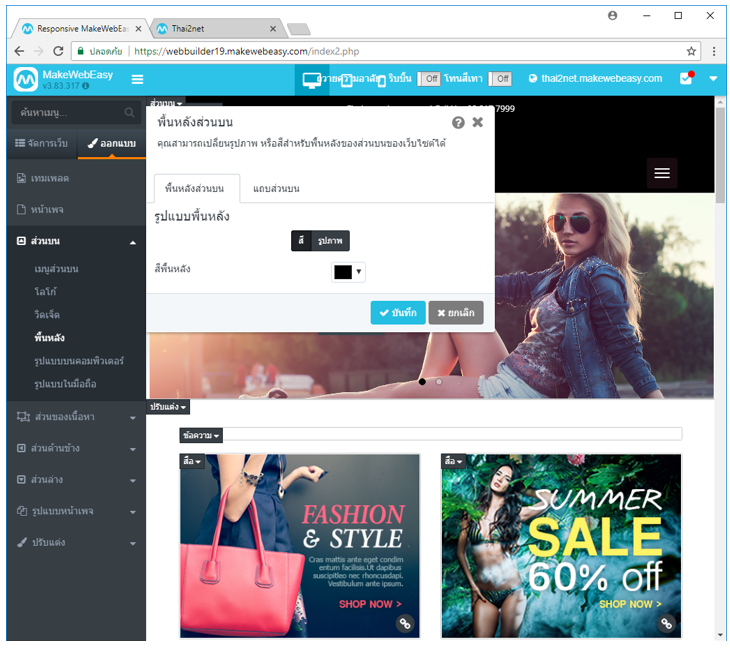 Responsive MakeWebEas
Thai2net
ปลอดภัย
https://webbuilder19.makewebeasy.com/index2.php
MakeWebEasy
v3.83.317
ถวายความอาลัย
ริบบิ้น
Off
โทนสีเทา
Off
thai2net.makewebeasy.com
ค้นหาเมนู...
จัดการเว็บ
ออกแบบ
เทมเพลต
หน้าเพจ
ส่วนบน
เมนูส่วนบน
โลโก้
วิดเจ็ต
พื้นหลัง
รูปแบบบนคอมพิวเตอร์
รูปแบบในมือถือ
ส่วนของเนื้อหา
ส่วนด้านข้าง
ส่วนล่าง
รูปแบบหน้าเพจ
ปรับแต่ง
ส่วนบน
7999
พื้นหลังส่วนบน
คุณสามารถเปลี่ยนรูปภาพ หรือสีสำหรับพื้นหลังของส่วนบนของเว็บไซต์ได้
พื้นหลังส่วนบน
แถบส่วนบน
รูปแบบพื้นหลัง
สี
รูปภาพ
สีพื้นหลัง
บันทึก
ยกเลิก
ปรับแต่ง
ข้อความ
สื่อ
FASHION
& STYLE
Cras mattis ante eget condim
entum facilisis.Ut dapibus
suscipitleo nec rhoncusdapi.
Vestibulum ante ipsum.
SHOP NOW >
สื่อ
SUMMER
SALE
60% off
SHOP NOW >